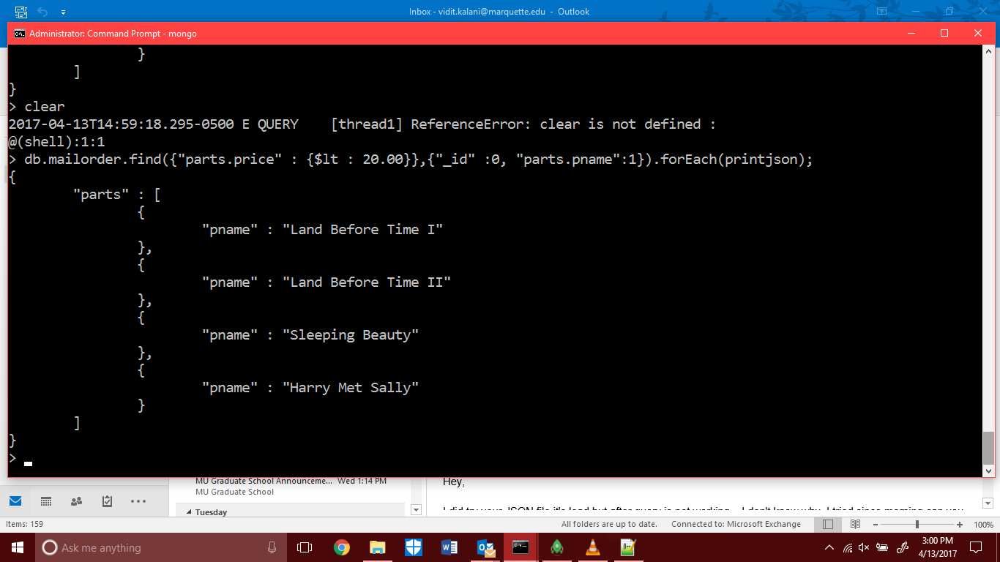 Inbox - vidit.kalani@marquette.edu - Outlook
Administrator: Command Prompt - mongo
}
]
}
> clear
2017-04-13T14:59:18.295-0500 E QUERY    [thread1] ReferenceError: clear is not defined :
@(shell):1:1
> db.mailorder.find({"parts.price" : {$lt : 20.00}},{"_id" :0, "parts.pname":1}).forEach(printjson);
{
"parts" : [
{
"pname" : "Land Before Time I"
},
{
"pname" : "Land Before Time II"
},
{
"pname" : "Sleeping Beauty"
},
{
"pname" : "Harry Met Sally"
}
]
}
>
MU Graduate School Announceme... Wed 1:14 PM
MU Graduate School
Tuesday
Hey,
I did try your JSON file it's load but after query is not working... I don't know why. I tried since morning can you
Items: 159
All folders are up to date. Connected to: Microsoft Exchange
100%
Ask me anything
3:00 PM
4/13/2017